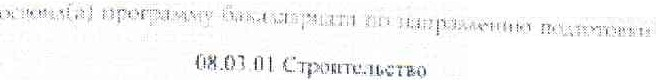 освоил(а) программу бакалавриата по направлению подготовки
08.03.01 Строительство